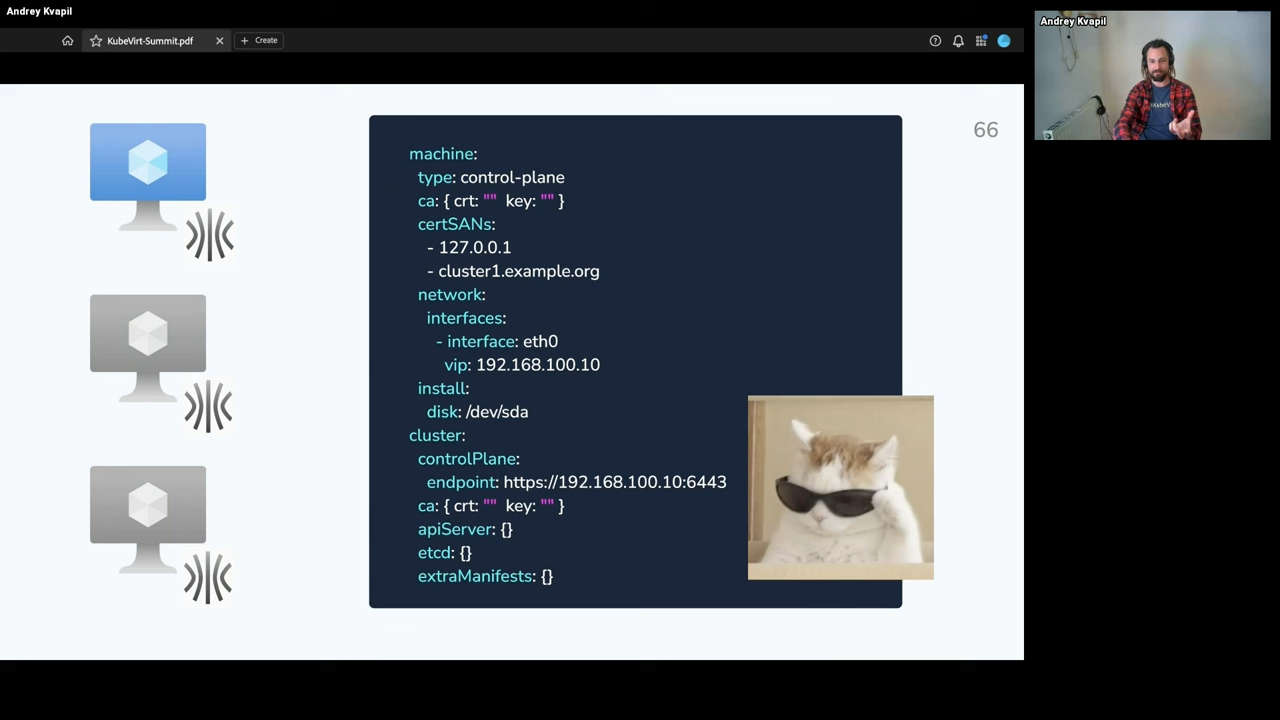 Andrey Kvapil
KubeVirt-Summit.pdf
Create
Andrey Kvapil
66
machine:
type: control-plane
ca: { crt: "" key: "" }
certSANs:
- 127.0.0.1
- cluster1.example.org
network:
interfaces:
- interface: eth0
vip: 192.168.100.10
install:
disk: /dev/sda
cluster:
controlPlane:
endpoint: https://192.168.100.10:6443
ca: { crt: "" key: "" }
apiServer: {}
etcd: {}
extraManifests: {}